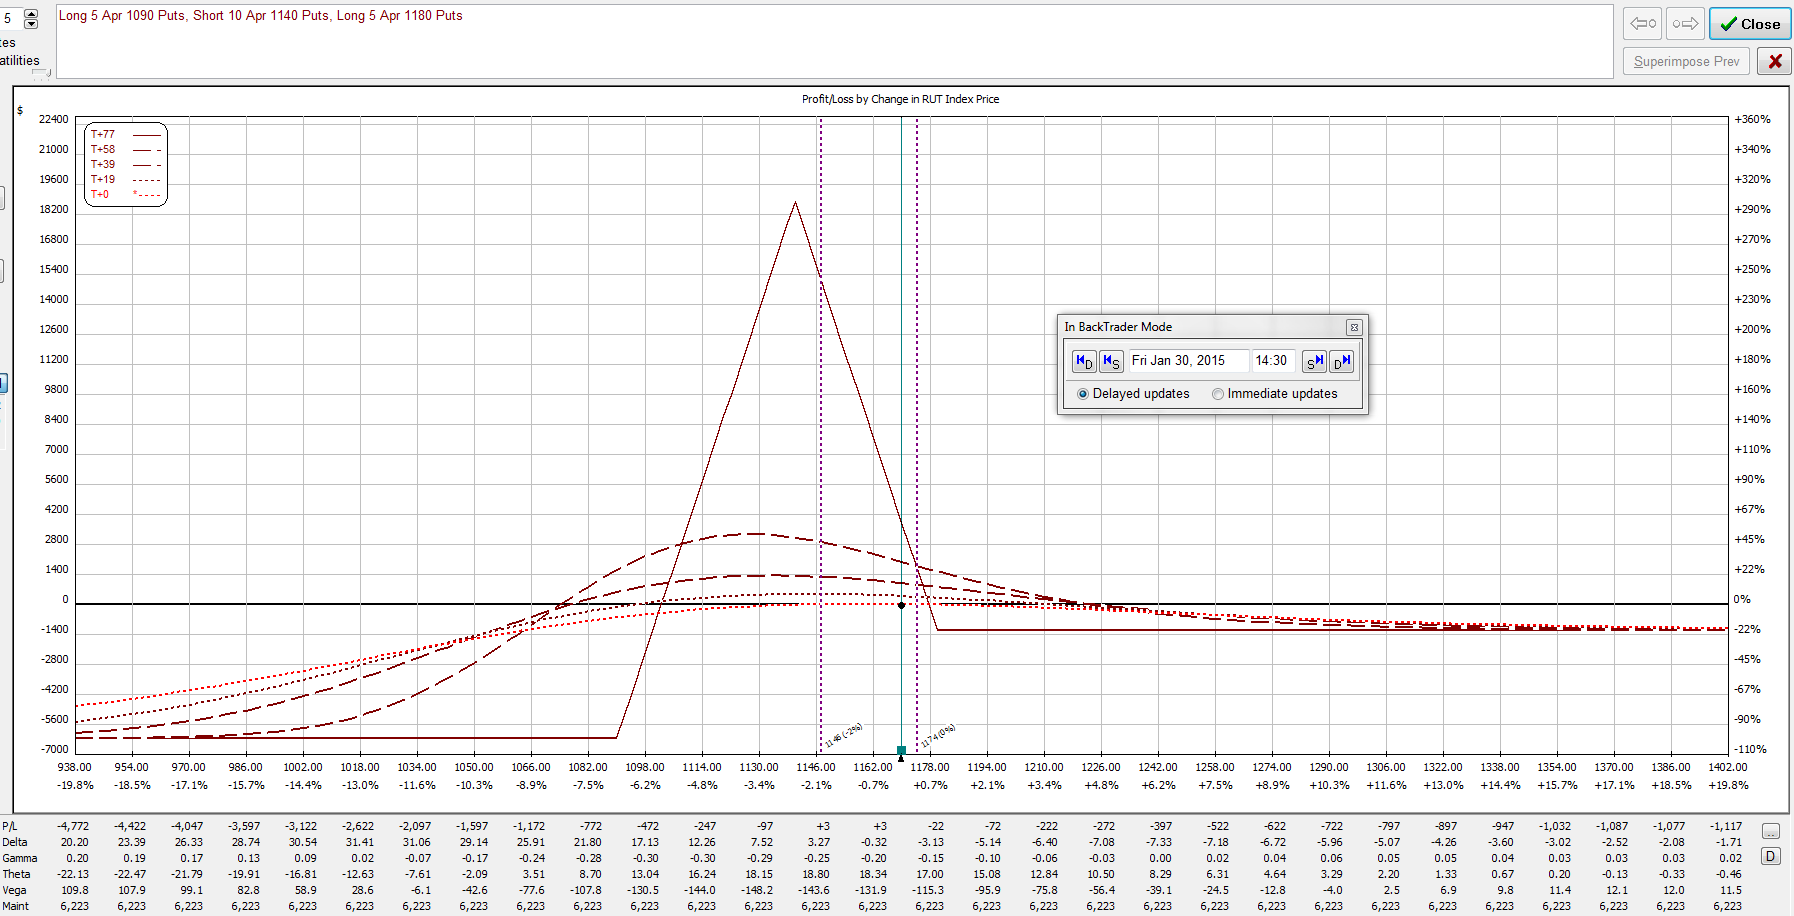 5
Long 5 Apr 1090 Puts, Short 10 Apr 1140 Puts, Long 5 Apr 1180 Puts
Close
tes
atilities
Superimpose Prev
Profit/Loss by Change in RUT Index Price
$
T+77
T+58
T+39
T+19
T+0 *
22400 +360%
21000 +340%
19600 +320%
18200 +290%
16800 +270%
15400 +250%
14000 +230%
12600 +200%
11200 +180%
9800 +160%
8400 +140%
7000 +110%
5600 +90%
4200 +67%
2800 +45%
1400 +22%
0 0%
-1400 -22%
-2800 -45%
-4200 -67%
-5600 -90%
-7000 -110%
In BackTrader Mode
D S Fri Jan 30, 2015 14:30 S D
Delayed updates Immediate updates
1146 (-2%) 1174 (0%)
938.00 954.00 970.00 986.00 1002.00 1018.00 1034.00 1050.00 1066.00 1082.00 1098.00 1114.00 1130.00 1146.00 1162.00 1178.00 1194.00 1210.00 1226.00 1242.00 1258.00 1274.00 1290.00 1306.00 1322.00 1338.00 1354.00 1370.00 1386.00 1402.00
-19.8% -18.5% -17.1% -15.7% -14.4% -13.0% -11.6% -10.3% -8.9% -7.5% -6.2% -4.8% -3.4% -2.1% -0.7% +0.7% +2.1% +3.4% +4.8% +6.2% +7.5% +8.9% +10.3% +11.6% +13.0% +14.4% +15.7% +17.1% +18.5% +19.8%
P/L -4,772 -4,422 -4,047 -3,597 -3,122 -2,622 -2,097 -1,597 -1,172 -772 -472 -247 -97 +3 +3 -22 -72 -222 -272 -397 -522 -622 -722 -797 -897 -947 -1,032 -1,087 -1,077 -1,117 ...
Delta 20.20 23.39 26.33 28.74 30.54 31.41 31.06 29.14 25.91 21.80 17.13 12.26 7.52 3.27 -0.32 -3.13 -5.14 -6.40 -7.08 -7.33 -7.18 -6.72 -5.96 -5.07 -4.26 -3.60 -3.02 -2.52 -2.08 -1.71
Gamma 0.20 0.19 0.17 0.13 0.09 0.02 -0.07 -0.17 -0.24 -0.28 -0.30 -0.30 -0.29 -0.25 -0.20 -0.15 -0.10 -0.06 -0.03 0.00 0.02 0.04 0.06 0.05 0.05 0.04 0.03 0.03 0.03 0.02 D
Theta -22.13 -22.47 -21.79 -19.91 -16.81 -12.63 -7.61 -2.09 3.51 8.70 13.04 16.24 18.15 18.80 18.34 17.00 15.08 12.84 10.50 8.29 6.31 4.64 3.29 2.20 1.33 0.67 0.20 -0.13 -0.33 -0.46
Vega 109.8 107.9 99.1 82.8 58.9 28.6 -6.1 -42.6 -77.6 -107.8 -130.5 -144.0 -148.2 -143.6 -131.9 -115.3 -95.9 -75.8 -56.4 -39.1 -24.5 -12.8 -4.0 2.5 6.9 9.8 11.4 12.1 12.0 11.5
Maint 6,223 6,223 6,223 6,223 6,223 6,223 6,223 6,223 6,223 6,223 6,223 6,223 6,223 6,223 6,223 6,223 6,223 6,223 6,223 6,223 6,223 6,223 6,223 6,223 6,223 6,223 6,223 6,223 6,223 6,223